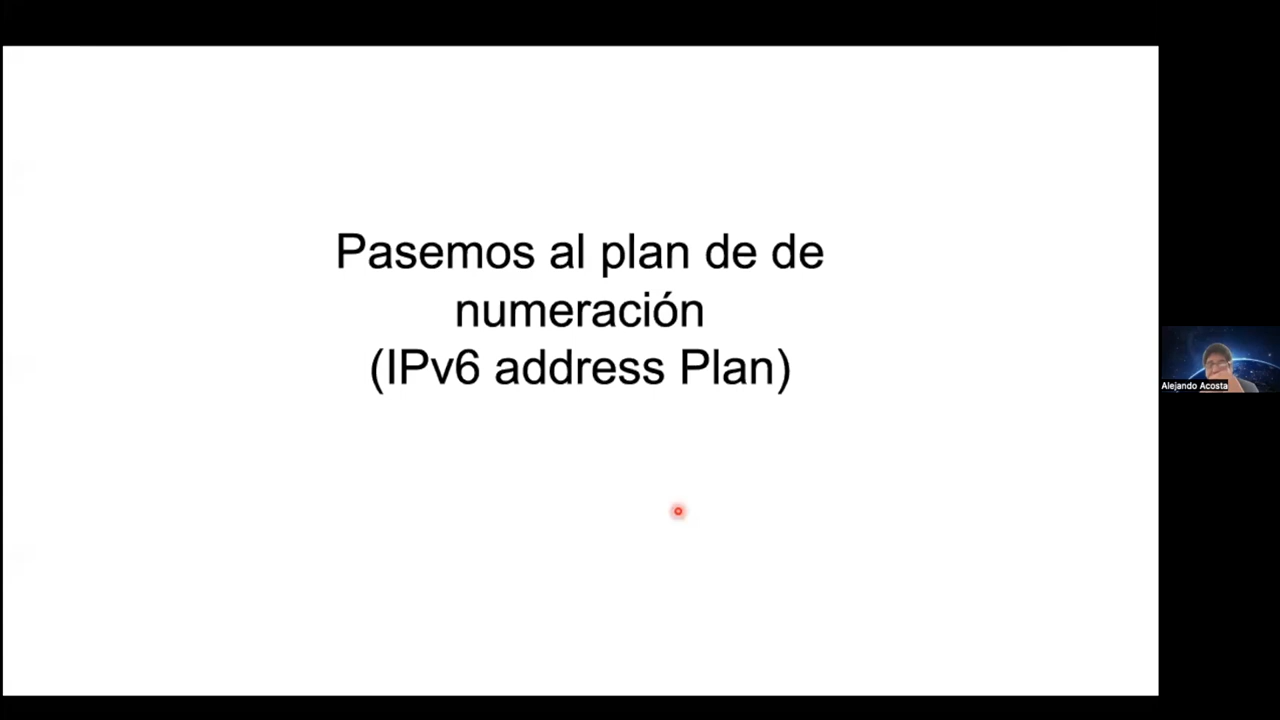 Pasemos al plan de de
numeración
(IPv6 address Plan)
Alejando Acosta